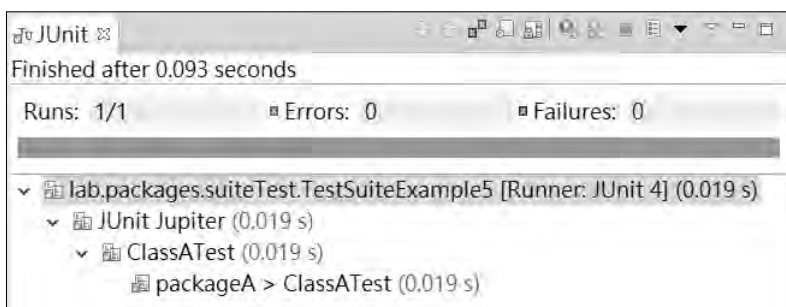 JUnit
Finished after 0.093 seconds
Runs: 1/1 Errors: 0 Failures: 0
lab.packages.suiteTest.TestSuiteExample5 [Runner: JUnit 4] (0.019 s)
JUnit Jupiter (0.019 s)
ClassATest (0.019 s)
packageA > ClassATest (0.019 s)